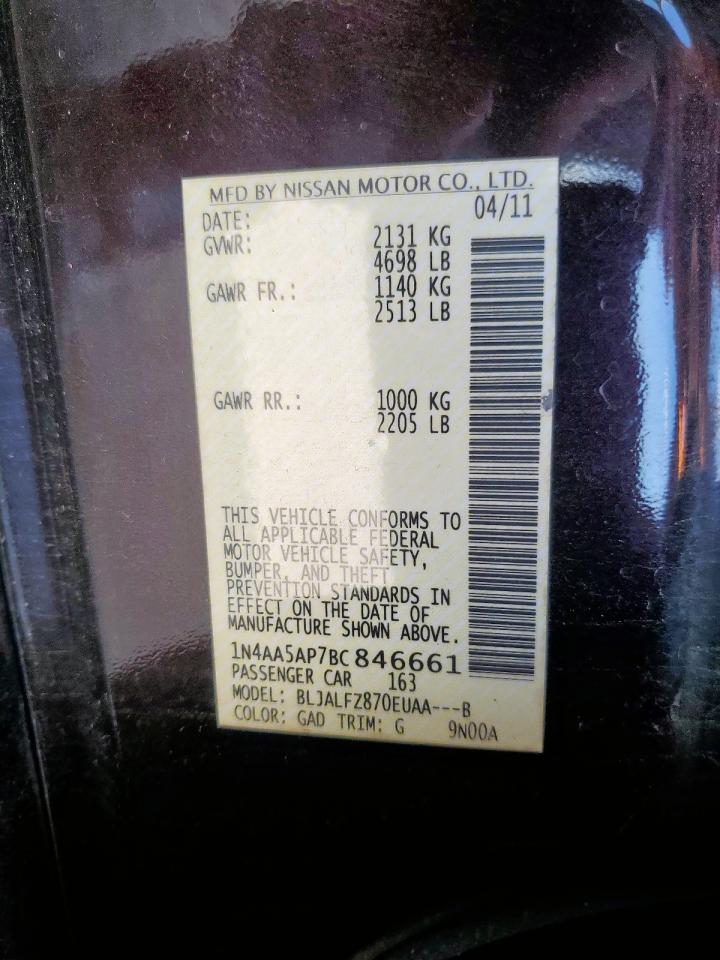 MFD BY NISSAN MOTOR CO., LTD.
DATE: 04/11
GVWR: 2131 KG
4698 LB
GAWR FR.: 1140 KG
2513 LB
GAWR RR.: 1000 KG
2205 LB
THIS VEHICLE CONFORMS TO
ALL APPLICABLE FEDERAL
MOTOR VEHICLE SAFETY,
BUMPER, AND THEFT
PREVENTION STANDARDS IN
EFFECT ON THE DATE OF
MANUFACTURE SHOWN ABOVE.
1N4AA5AP7BC846661
PASSENGER CAR 163
MODEL: BLJALFZ870EUAA---B
COLOR: GAD TRIM: G 9N00A